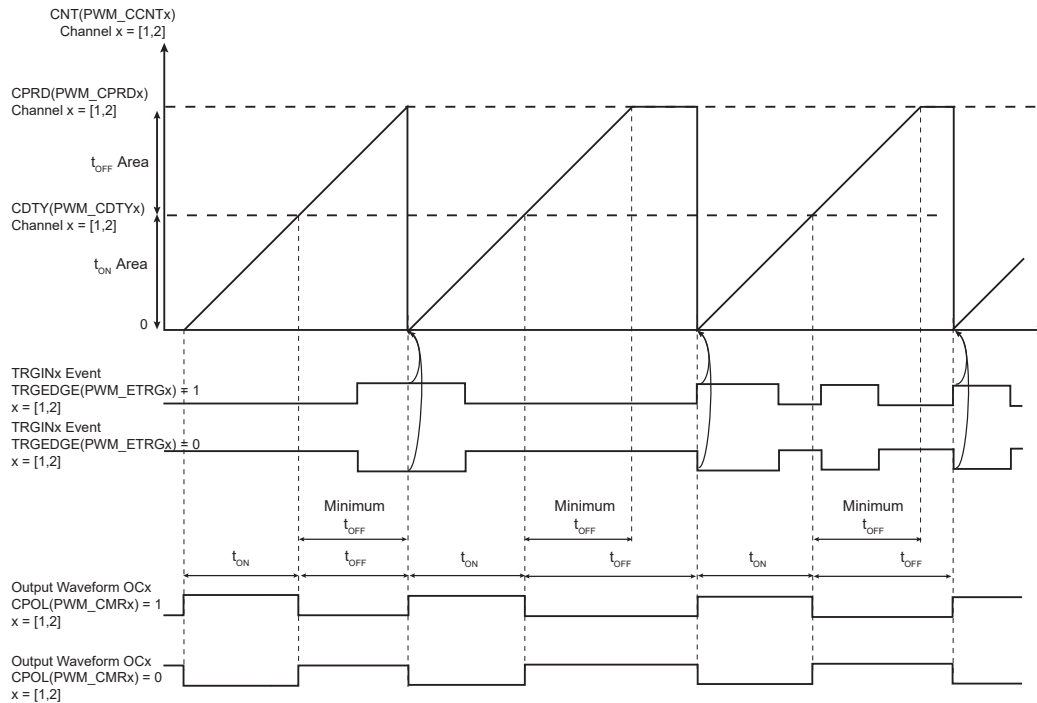 CNT(PWM_CCNTx)
Channel x = [1,2]
CPRD(PWM_CPRDx)
Channel x = [1,2]
tOFF Area
CDTY(PWM_CDTYx)
Channel x = [1,2]
tON Area
0
TRGINx Event
TRGEDGE(PWM_ETRGx) = 1
x = [1,2]
TRGINx Event
TRGEDGE(PWM_ETRGx) = 0
x = [1,2]
Minimum
tOFF
Minimum
tOFF
Minimum
tOFF
tON
tOFF
tON
tOFF
tON
tOFF
Output Waveform OCx
CPOL(PWM_CMRx) = 1
x = [1,2]
Output Waveform OCx
CPOL(PWM_CMRx) = 0
x = [1,2]